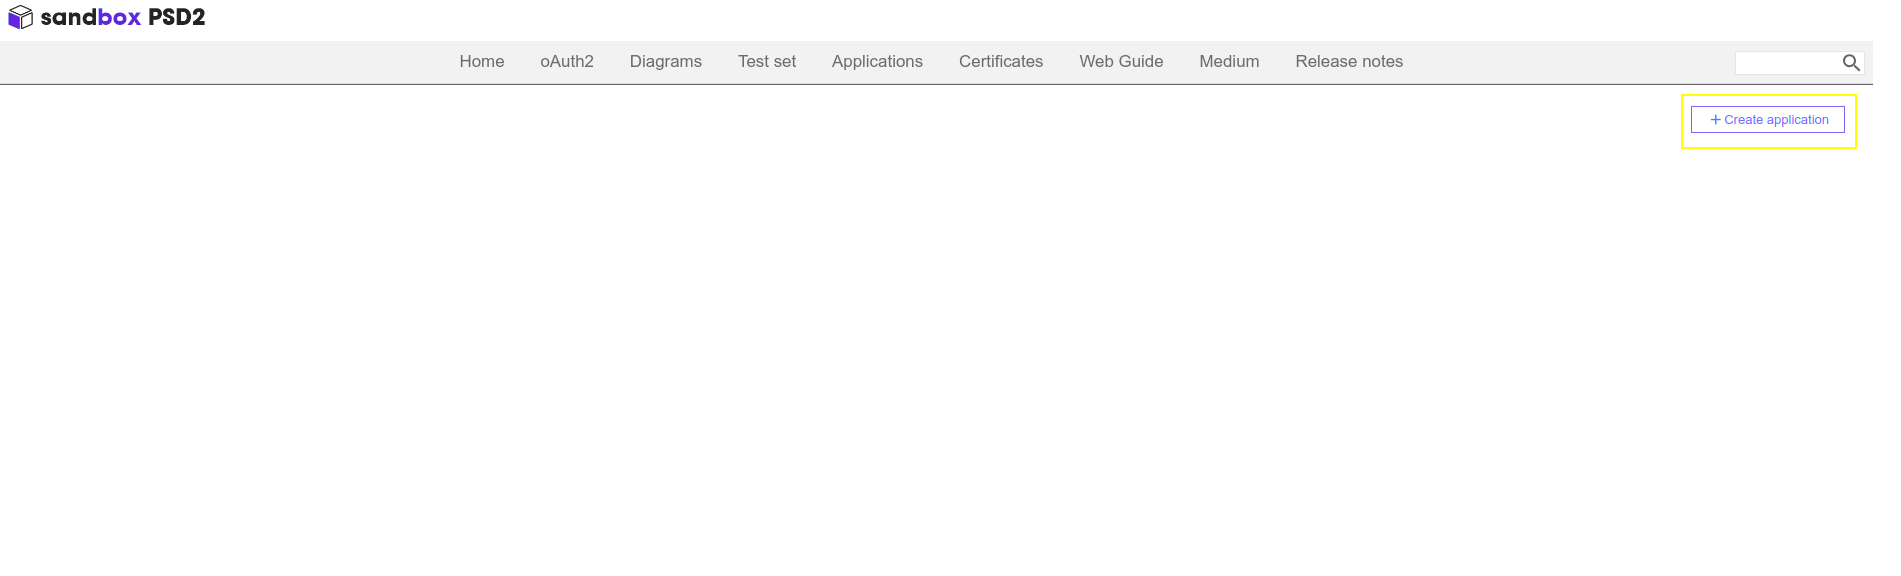 sandbox PSD2
Home oAuth2 Diagrams Test set Applications Certificates Web Guide Medium Release notes
+ Create application